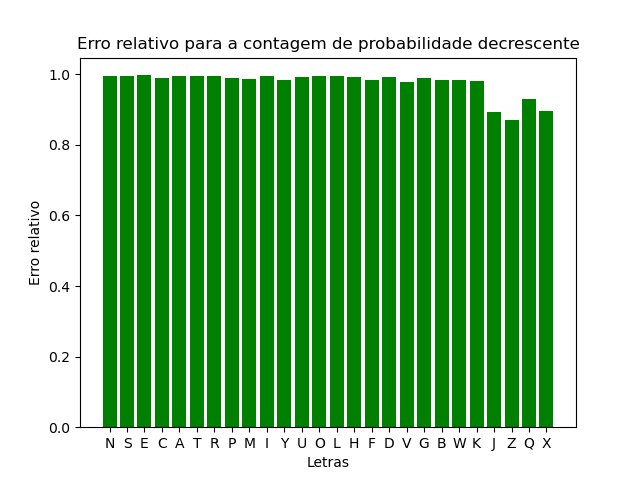 Erro relativo para a contagem de probabilidade decrescente
1.0
0.8
0.6
0.4
0.2
0.0
Erro relativo
N S E C A T R P M I Y U O L H F D V G B W K J Z Q X
Letras